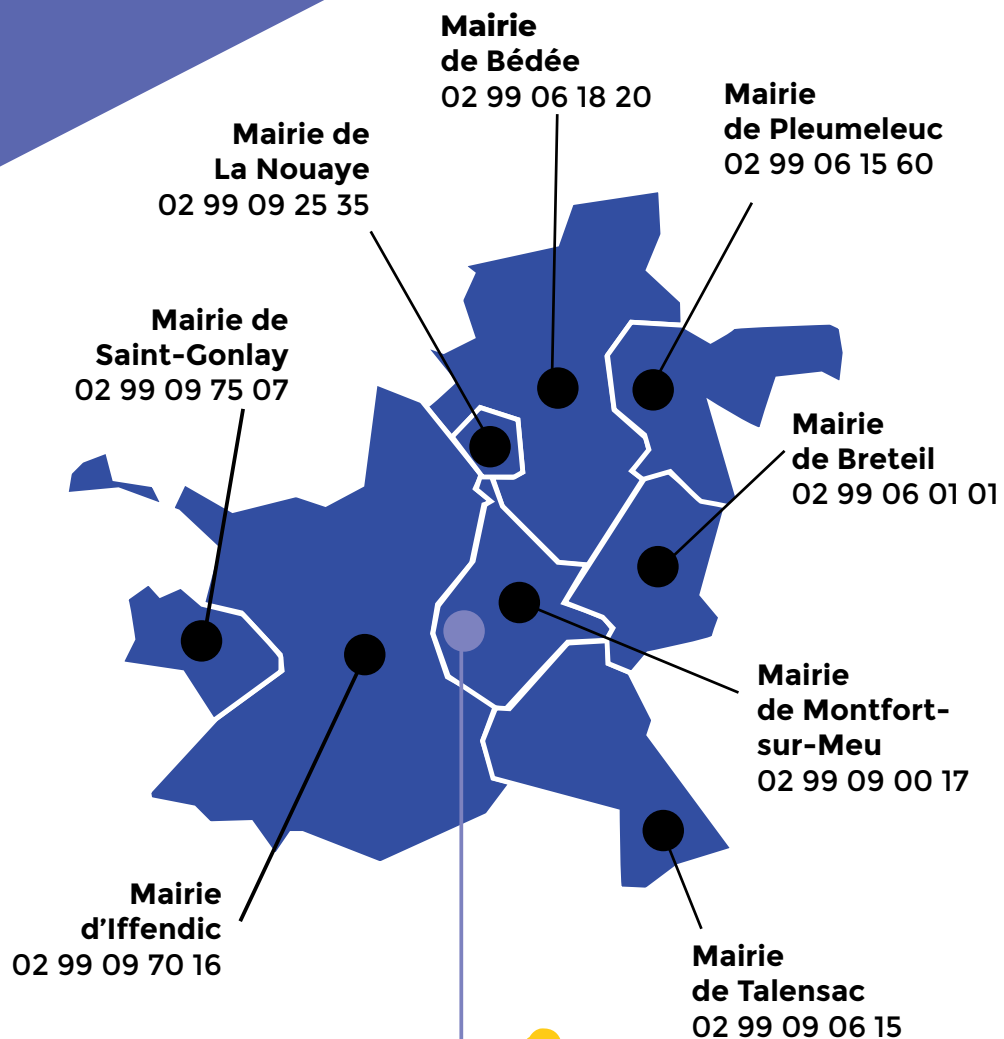 Mairie
de Bédée
02 99 06 18 20
Mairie
de Pleumeleuc
02 99 06 15 60
Mairie de
La Nouaye
02 99 09 25 35
Mairie de
Saint-Gonlay
02 99 09 75 07
Mairie
de Breteil
02 99 06 01 01
Mairie
de Montfort-
sur-Meu
02 99 09 00 17
Mairie
d'Iffendic
02 99 09 70 16
Mairie
de Talensac
02 99 09 06 15